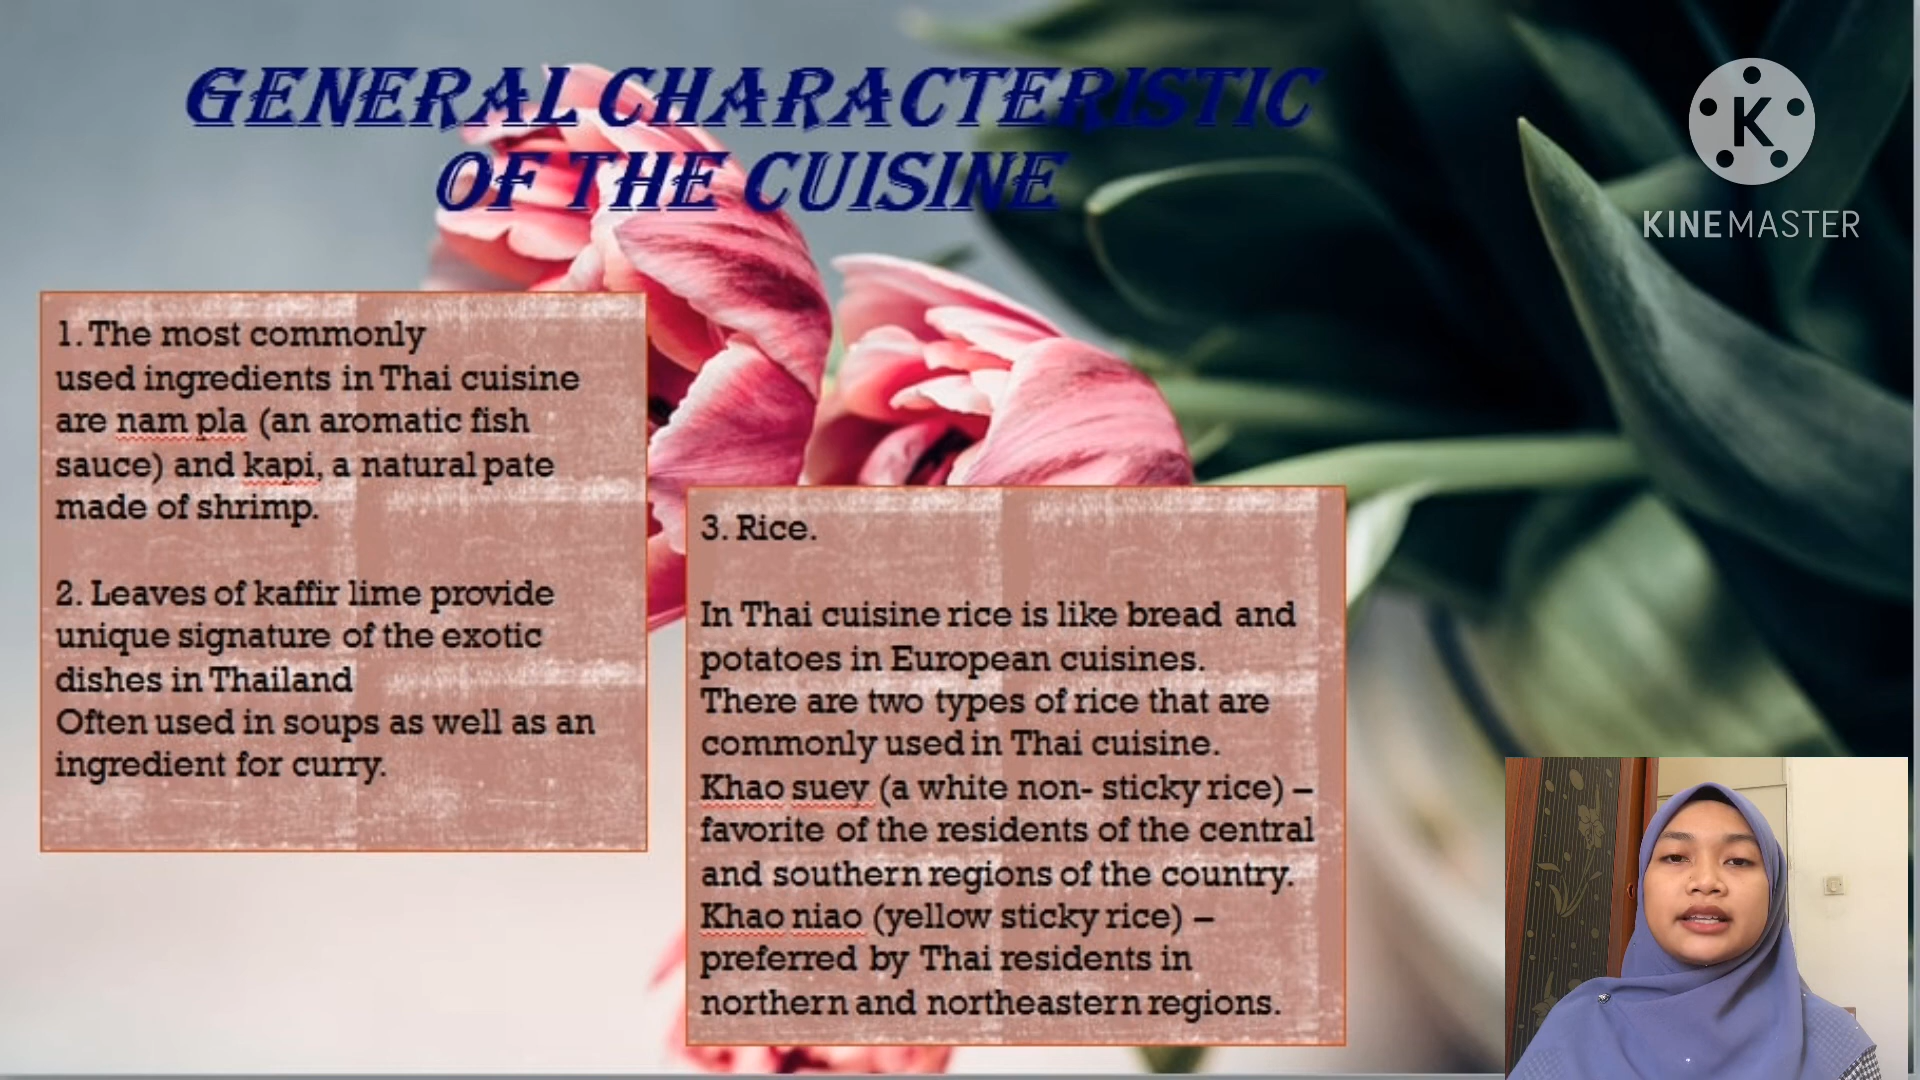 GENERAL CHARACTERISTIC
OF THE CUISINE
K
KINEMASTER
1. The most commonly
used ingredients in Thai cuisine
are nam pla (an aromatic fish
sauce) and kapi, a natural pate
made of shrimp.
2. Leaves of kaffir lime provide
unique signature of the exotic
dishes in Thailand
Often used in soups as well as an
ingredient for curry.
3. Rice.
In Thai cuisine rice is like bread and
potatoes in European cuisines.
There are two types of rice that are
commonly used in Thai cuisine.
Khao suey (a white non- sticky rice) –
favorite of the residents of the central
and southern regions of the country.
Khao niao (yellow sticky rice) –
preferred by Thai residents in
northern and northeastern regions.